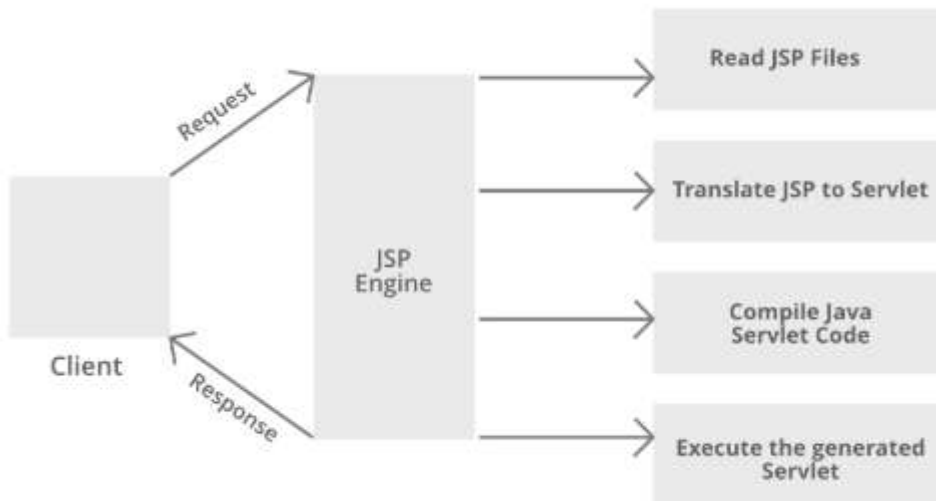 Request
Client
Response
JSP
Engine
Read JSP Files
Translate JSP to Servlet
Compile Java
Servlet Code
Execute the generated
Servlet